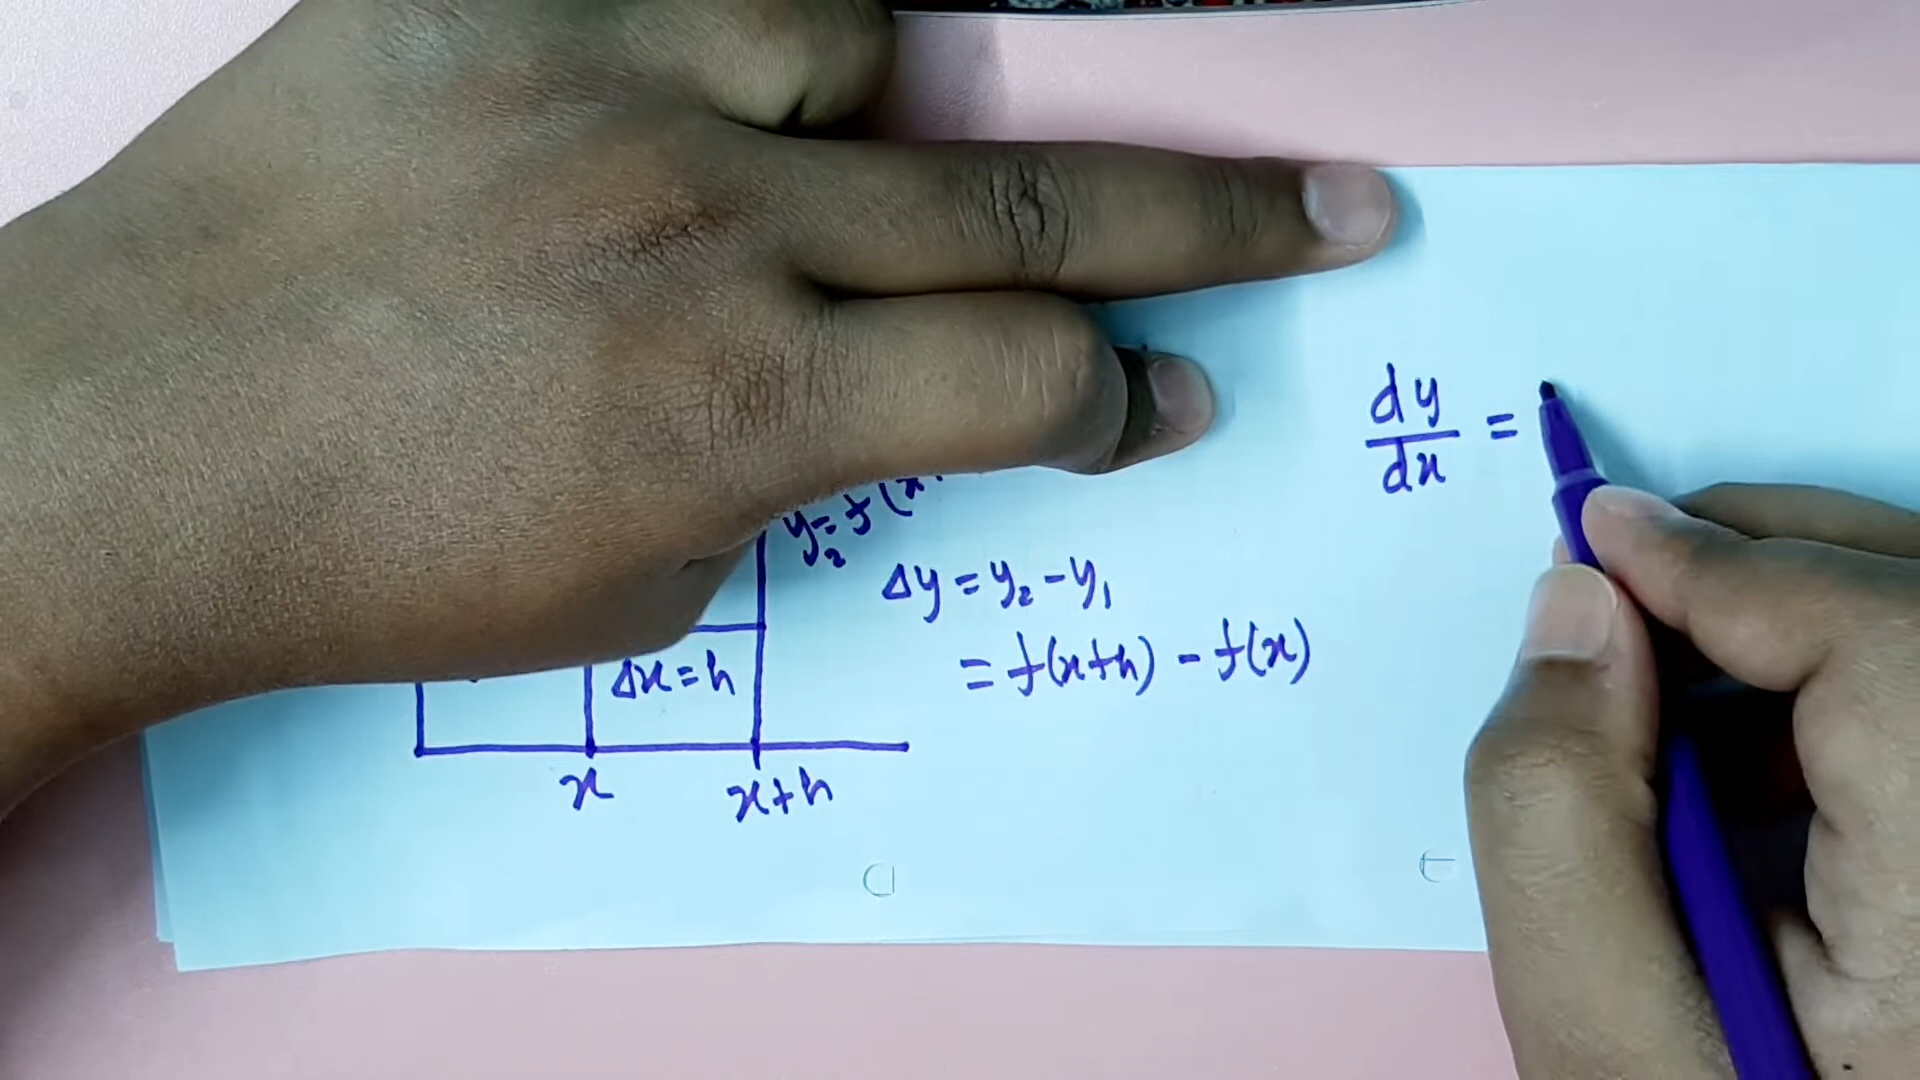 dy
dx
=
y₂ = f(x
Δy = y₂ - y₁
= f(x+h) - f(x)
Δx = h
x
x+h